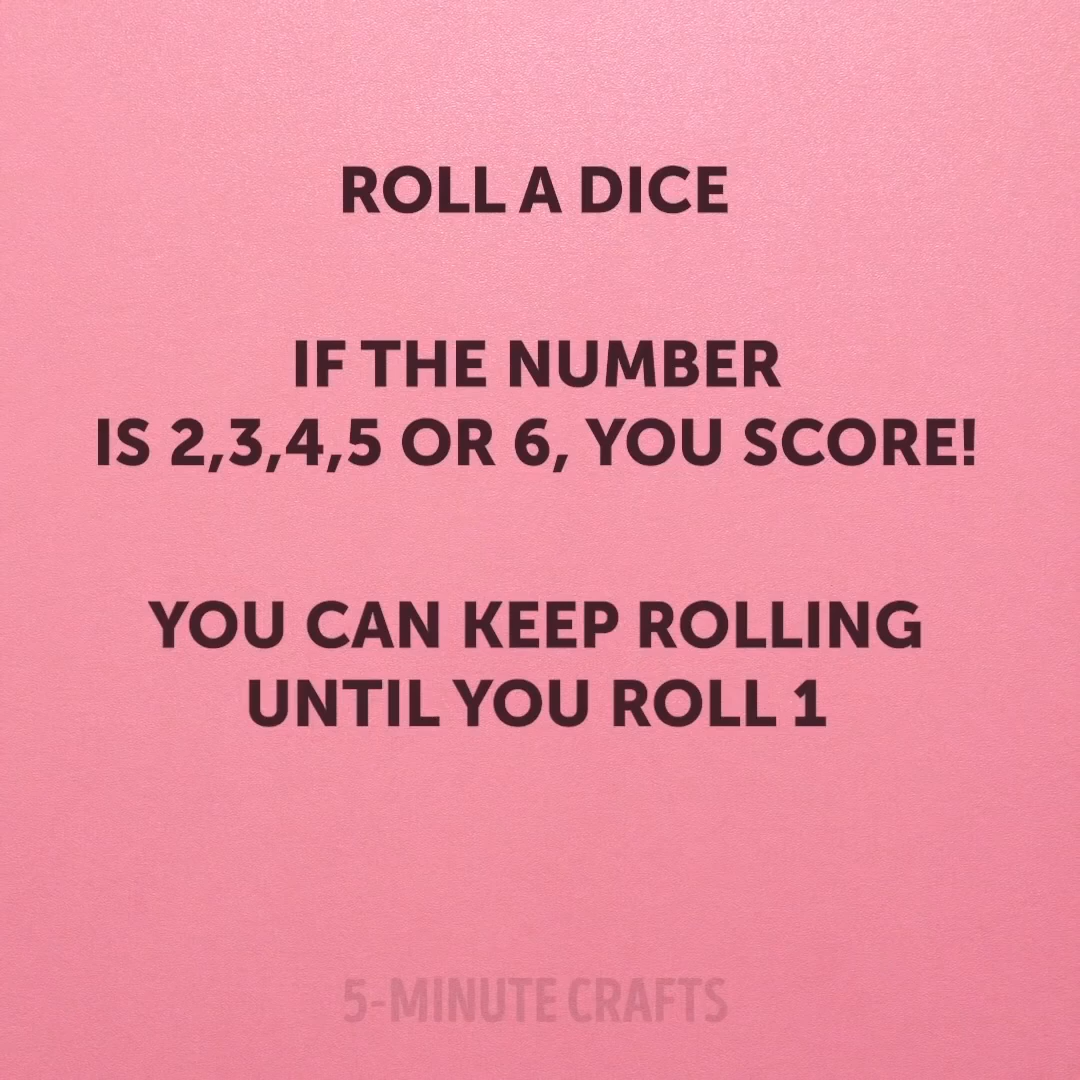 ROLL A DICE
IF THE NUMBER
IS 2,3,4,5 OR 6, YOU SCORE!
YOU CAN KEEP ROLLING
UNTIL YOU ROLL 1
5-MINUTE CRAFTS